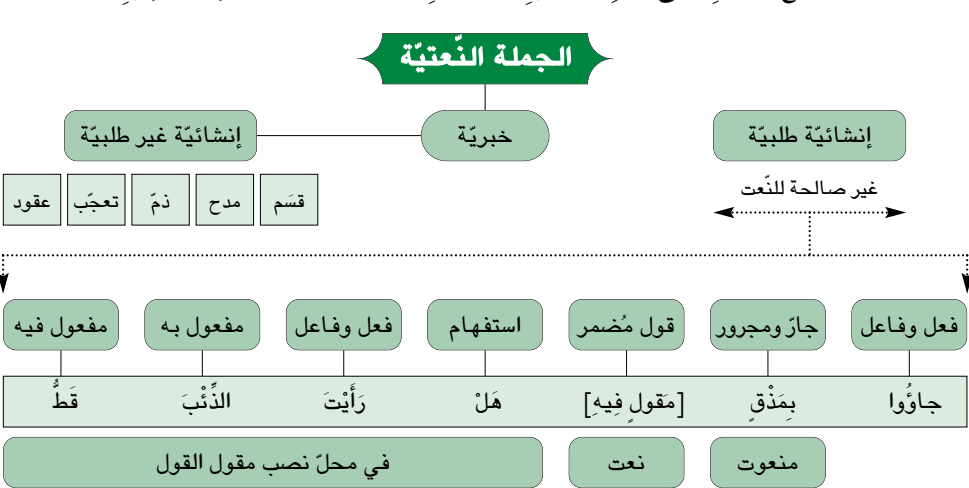 الجملة النّعتيّة
إنشائيّة طلبيّة خبريّة إنشائيّة غير طلبيّة
غير صالحة للنّعت
قسَم مدح ذمّ تعجّب عقود
فعل وفاعل جارّ ومجرور قول مُضمر استفهام فعل وفاعل مفعول به مفعول فيه
جاؤُوا بِمَذْقٍ [مَقولٍ فِيهِ] هَلْ رَأَيْتَ الذِّئْبَ قَطُّ
منعوت نعت في محلّ نصب مقول القول